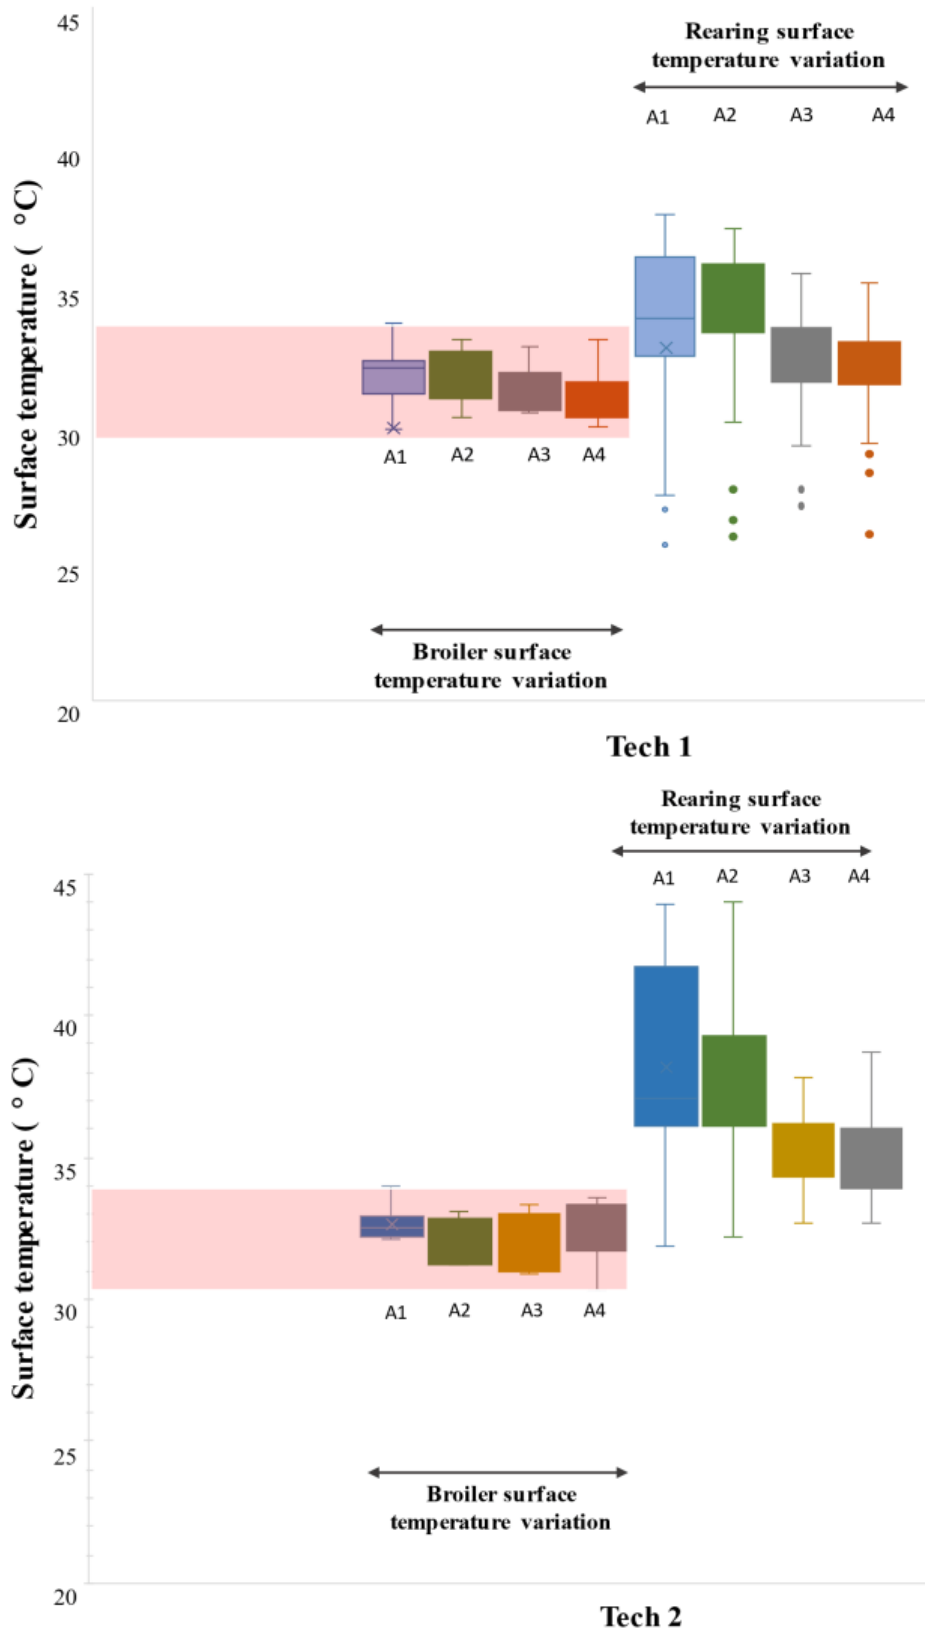 45
Rearing surface
temperature variation
A1 A2 A3 A4
40
35
Surface temperature ( °C)
30
A1 A2 A3 A4
25
Broiler surface
temperature variation
20
Tech 1
Rearing surface
temperature variation
45
A1 A2 A3 A4
40
35
Surface temperature ( °C)
30
A1 A2 A3 A4
25
Broiler surface
temperature variation
20
Tech 2